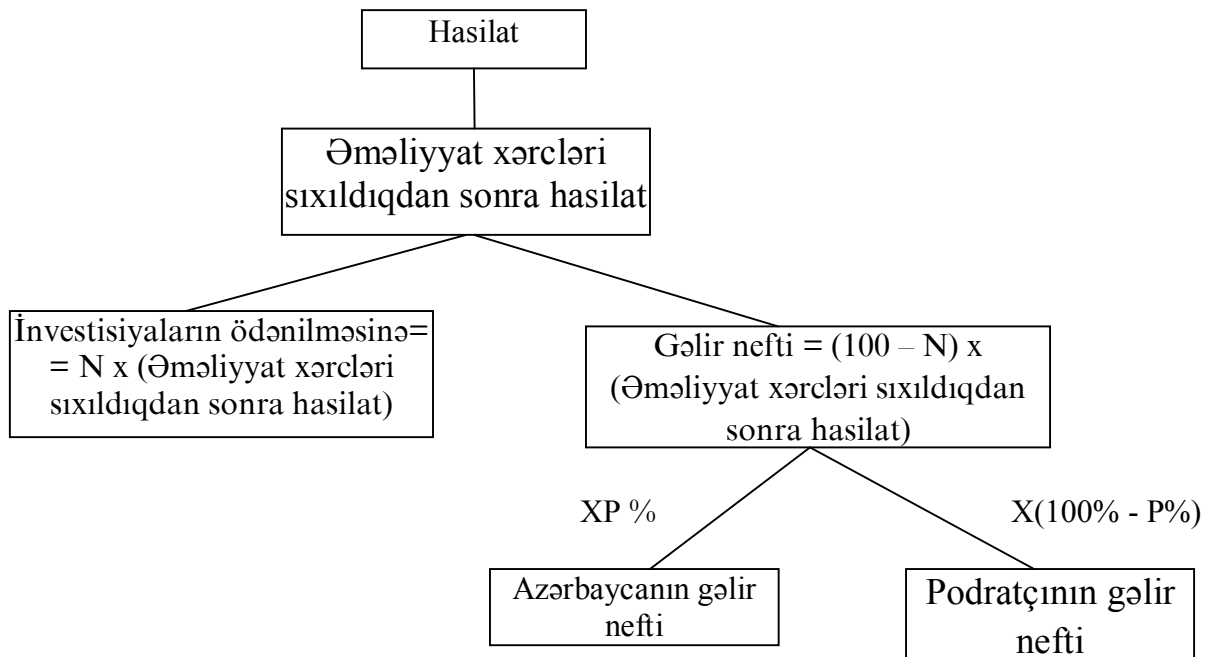 Hasilat
Əməliyyat xərcləri
sıxıldıqdan sonra hasilat
İnvestisiyaların ödənilməsinə=
= N x (Əməliyyat xərcləri
sıxıldıqdan sonra hasilat)
Gəlir nefti = (100 – N) x
(Əməliyyat xərcləri sıxıldıqdan
sonra hasilat)
XP %
X(100% - P%)
Azərbaycanın gəlir
nefti
Podratçının gəlir
nefti